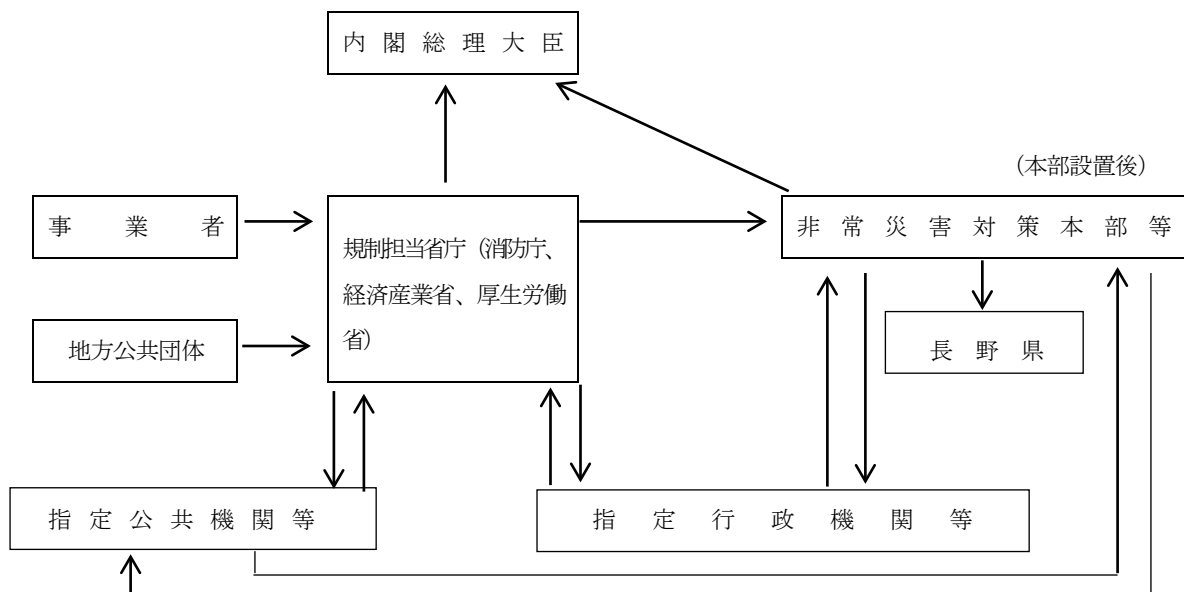 内閣総理大臣
(本部設置後)
事業者
規制担当省庁(消防庁、
経済産業省、厚生労働
省)
非常災害対策本部等
地方公共団体
長野県
指定公共機関等
指定行政機関等